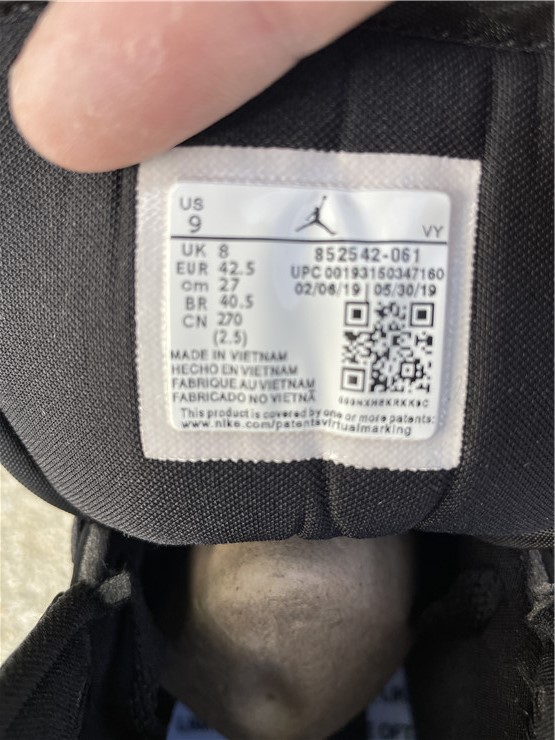 US
9
VY
UK 8
EUR 42.5
cm 27
BR 40.5
CN 270
(2.5)
852542-061
UPC 00193150347160
02/06/19 | 05/30/19
MADE IN VIETNAM
HECHO EN VIETNAM
FABRIQUE AU VIETNAM
FABRICADO NO VIETNÃ
This product is covered by one or more patents:
www.nike.com/patentsvirtualmarking